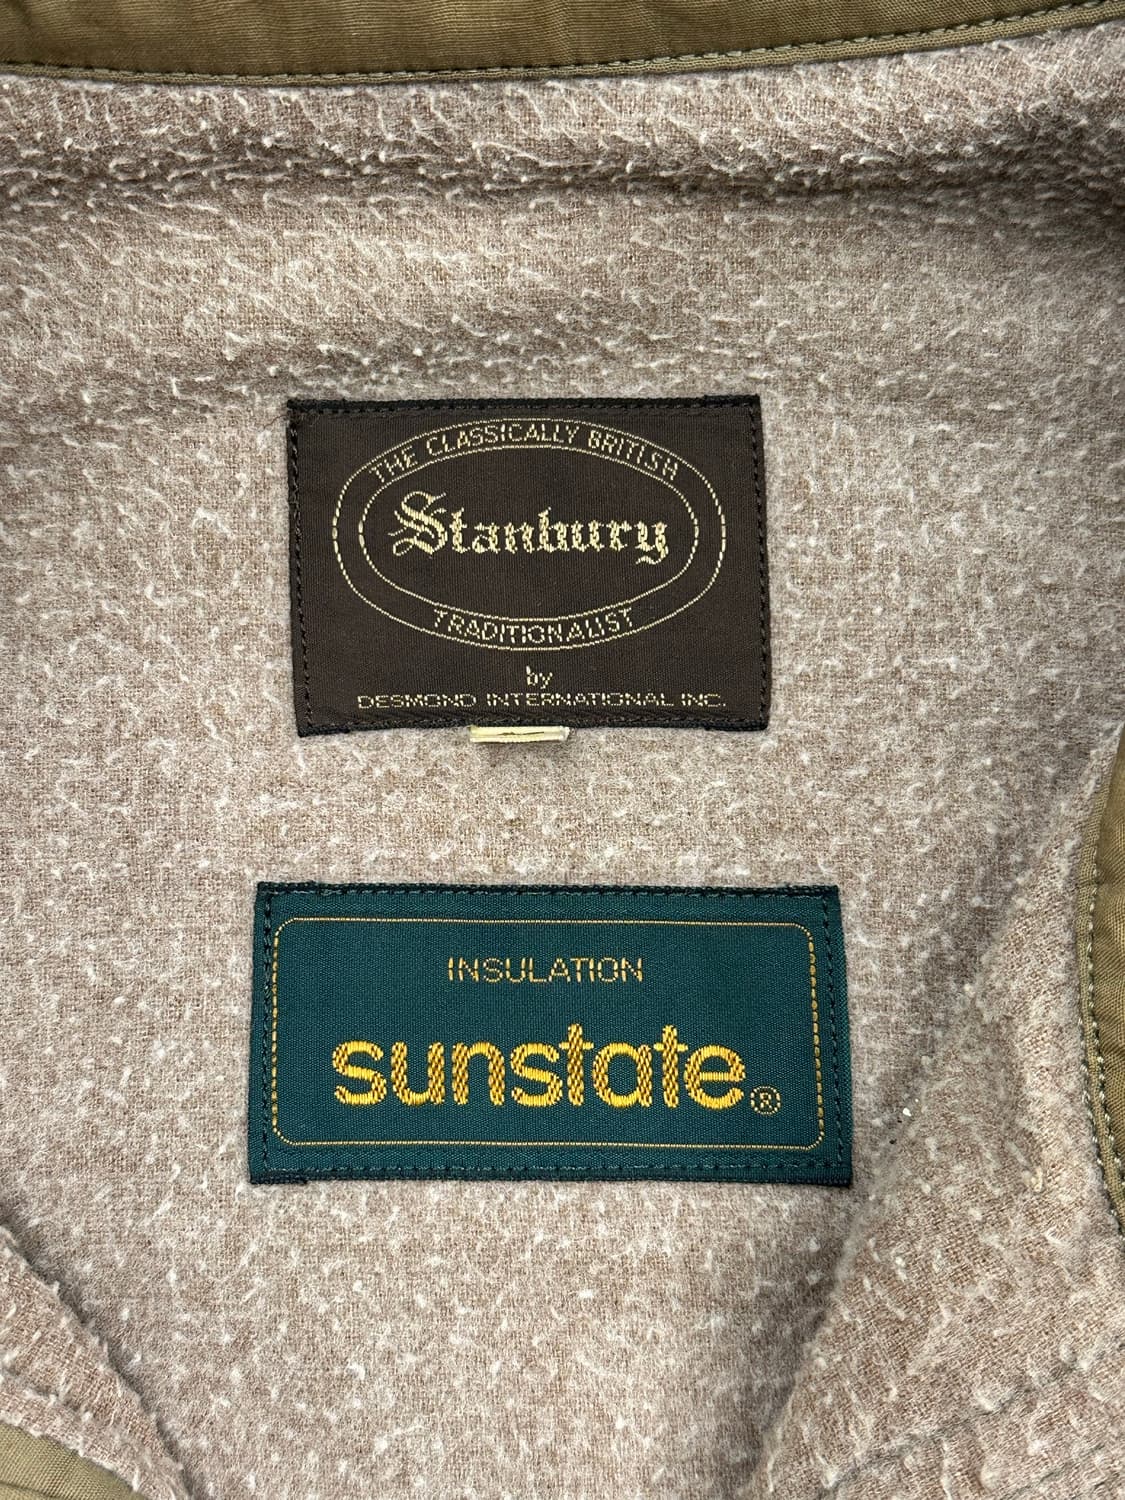 THE CLASSICALLY BRITISH
Stanbury
TRADITIONALIST
by
DESMOND INTERNATIONAL INC.
INSULATION
sunstate®